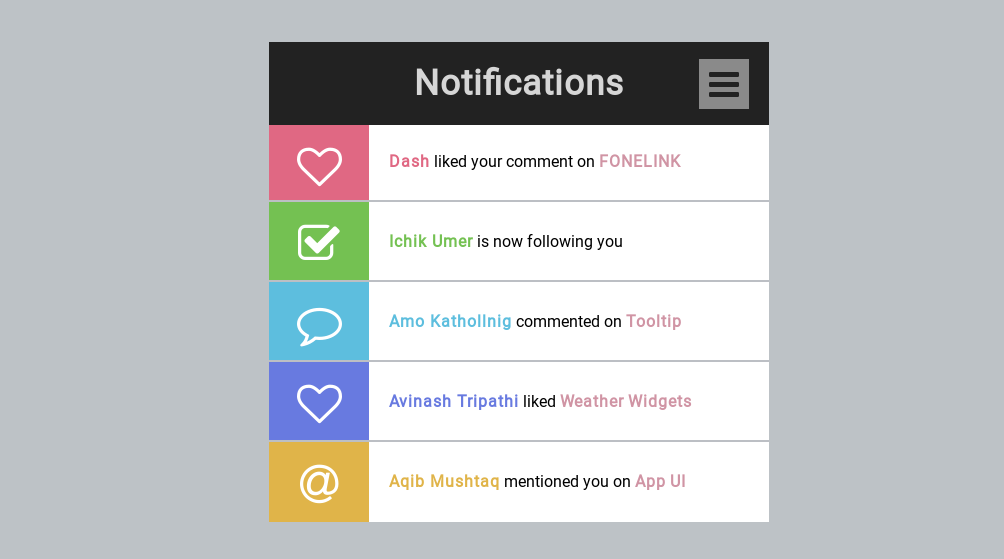 Notifications
Dash liked your comment on FONELINK
Ichik Umer is now following you
Amo Kathollnig commented on Tooltip
Avinash Tripathi liked Weather Widgets
@
Aqib Mushtaq mentioned you on App UI